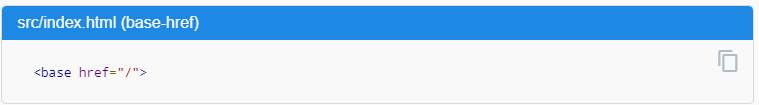 src/index.html (base-href)
<base href="/">